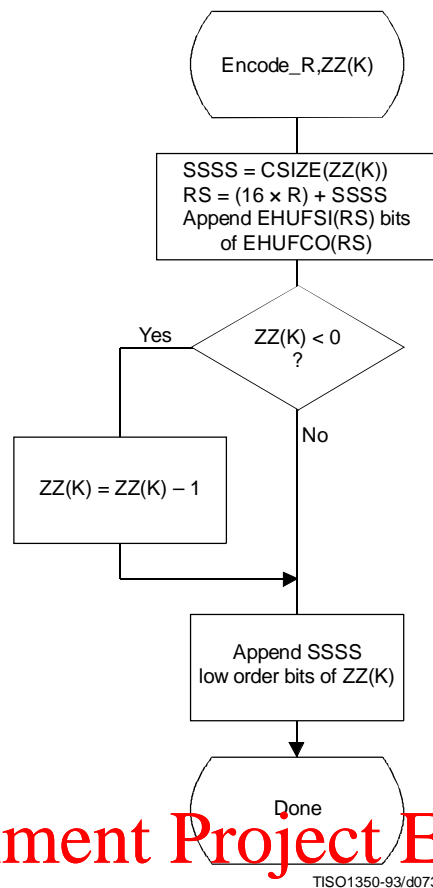 Encode_R,ZZ(K)
SSSS = CSIZE(ZZ(K))
RS = (16 × R) + SSSS
Append EHUFSI(RS) bits
of EHUFCO(RS)
ZZ(K) < 0
?
Yes
No
ZZ(K) = ZZ(K) – 1
Append SSSS
low order bits of ZZ(K)
Done
ment Project E
TISO1350-93/d073